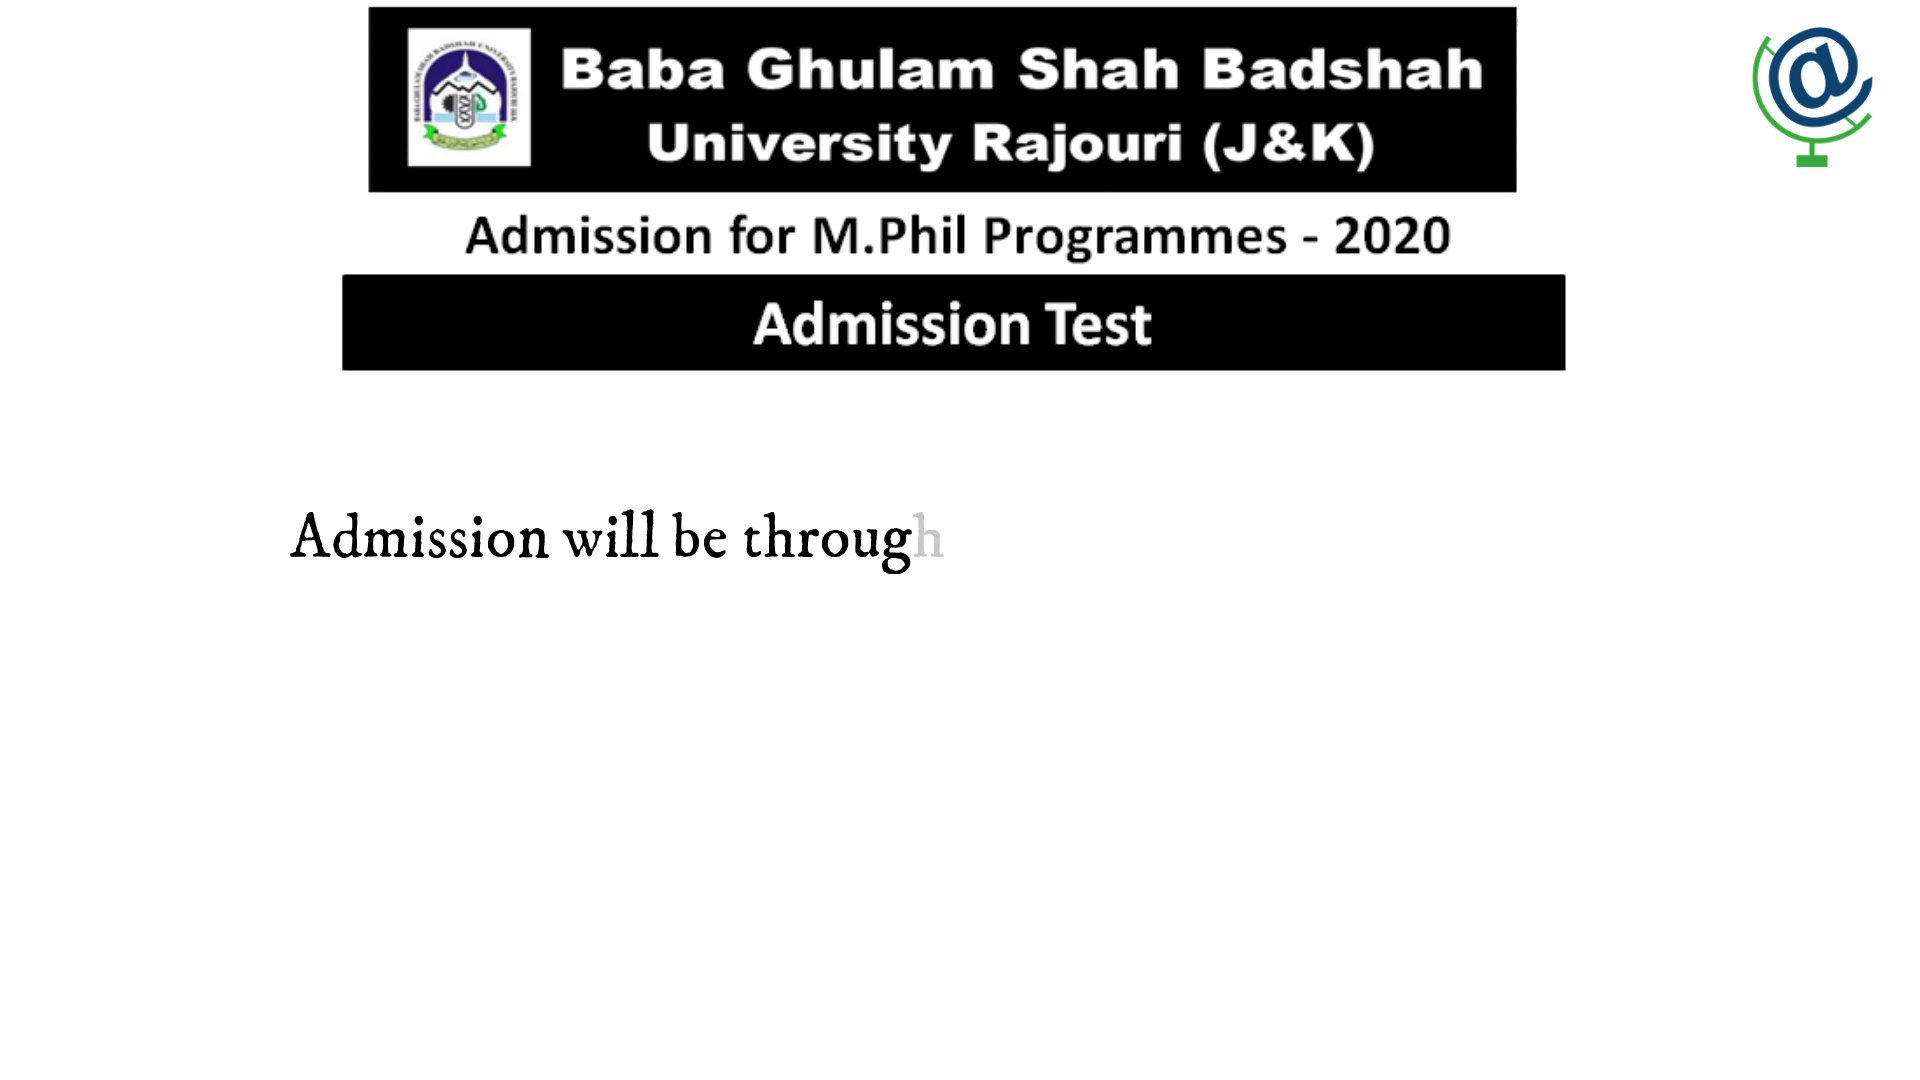 Baba Ghulam Shah Badshah
University Rajouri (J&K)
Admission for M.Phil Programmes - 2020
Admission Test
Admission will be through